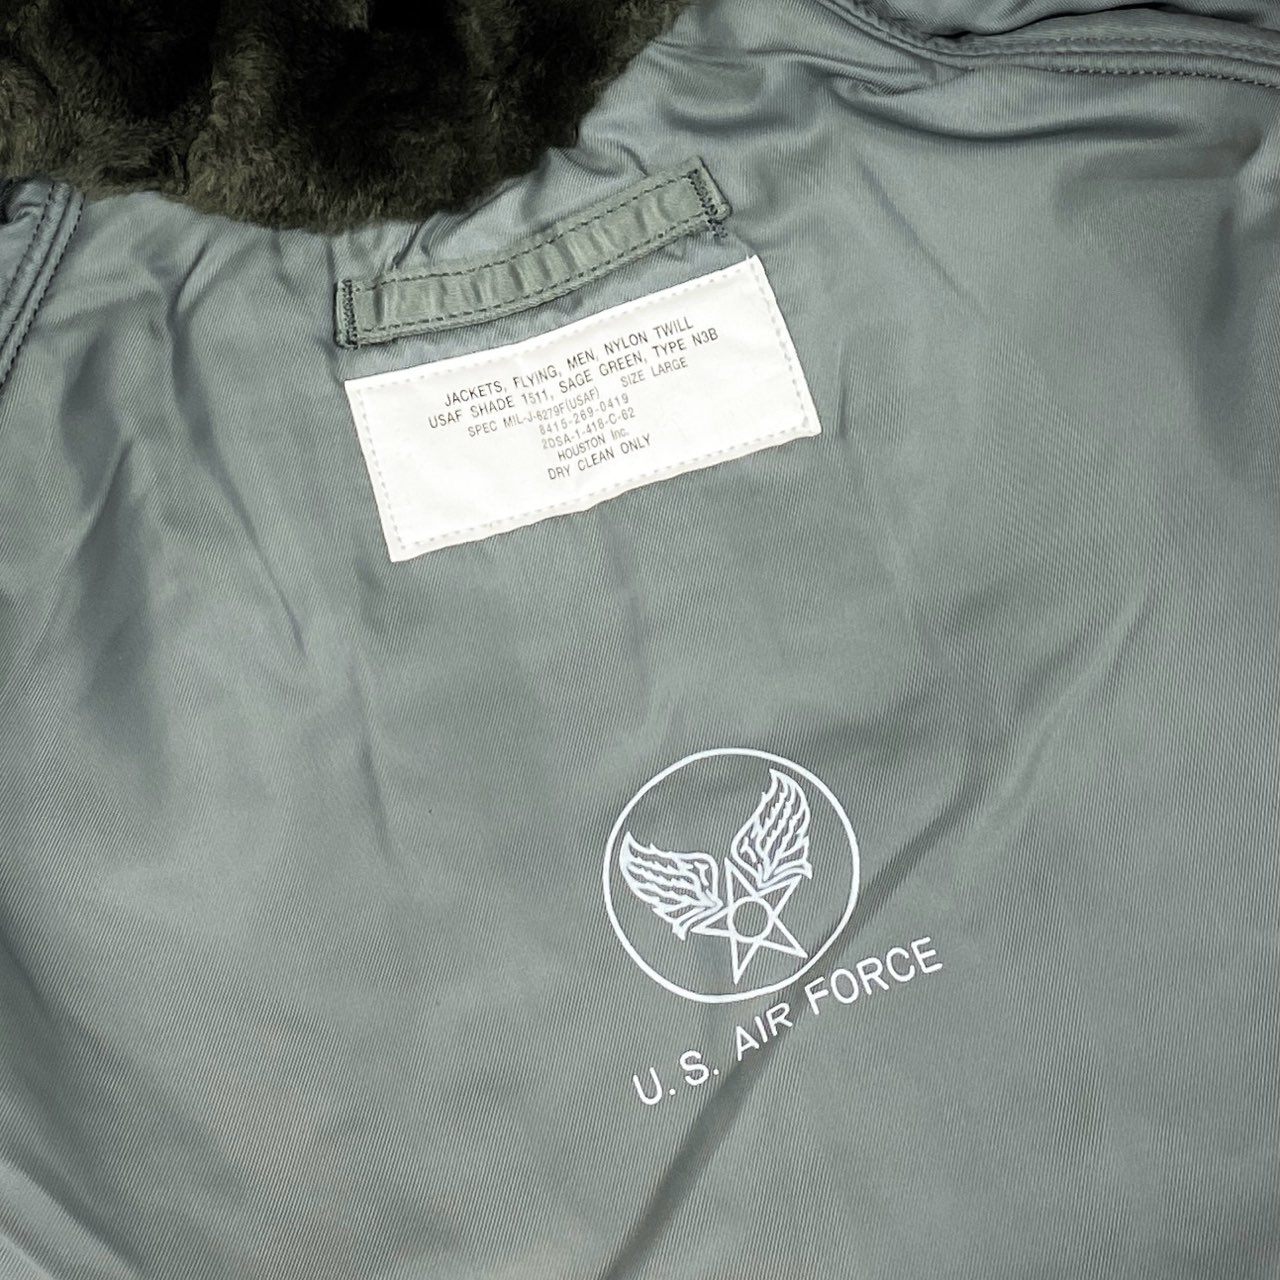 JACKETS, FLYING, MEN, NYLON TWILL
USAF SHADE 1511, SAGE GREEN, TYPE N3B
SPEC MIL-J-6279F(USAF) SIZE LARGE
8415-269-0419
2DSA-1-418-C-62
HOUSTON Inc.
DRY CLEAN ONLY
U.S. AIR FORCE